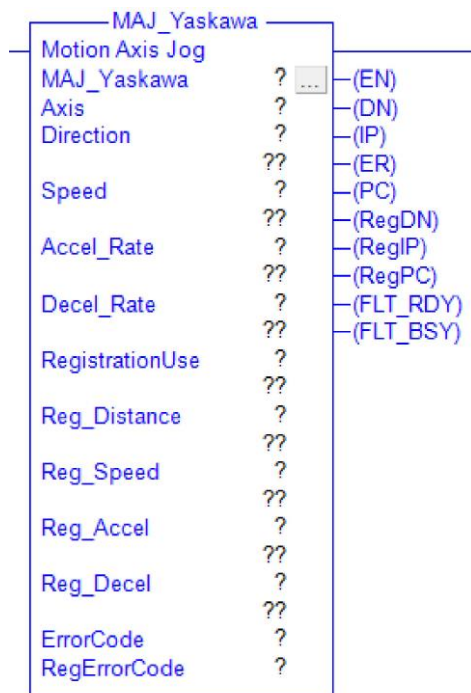 MAJ_Yaskawa
Motion Axis Jog
MAJ_Yaskawa ? ... (EN)
Axis ? (DN)
Direction ? (IP)
?? (ER)
Speed ? (PC)
?? (RegDN)
Accel_Rate ? (RegIP)
?? (RegPC)
Decel_Rate ? (FLT_RDY)
?? (FLT_BSY)
RegistrationUse ?
??
Reg_Distance ?
??
Reg_Speed ?
??
Reg_Accel ?
??
Reg_Decel ?
??
ErrorCode ?
RegErrorCode ?